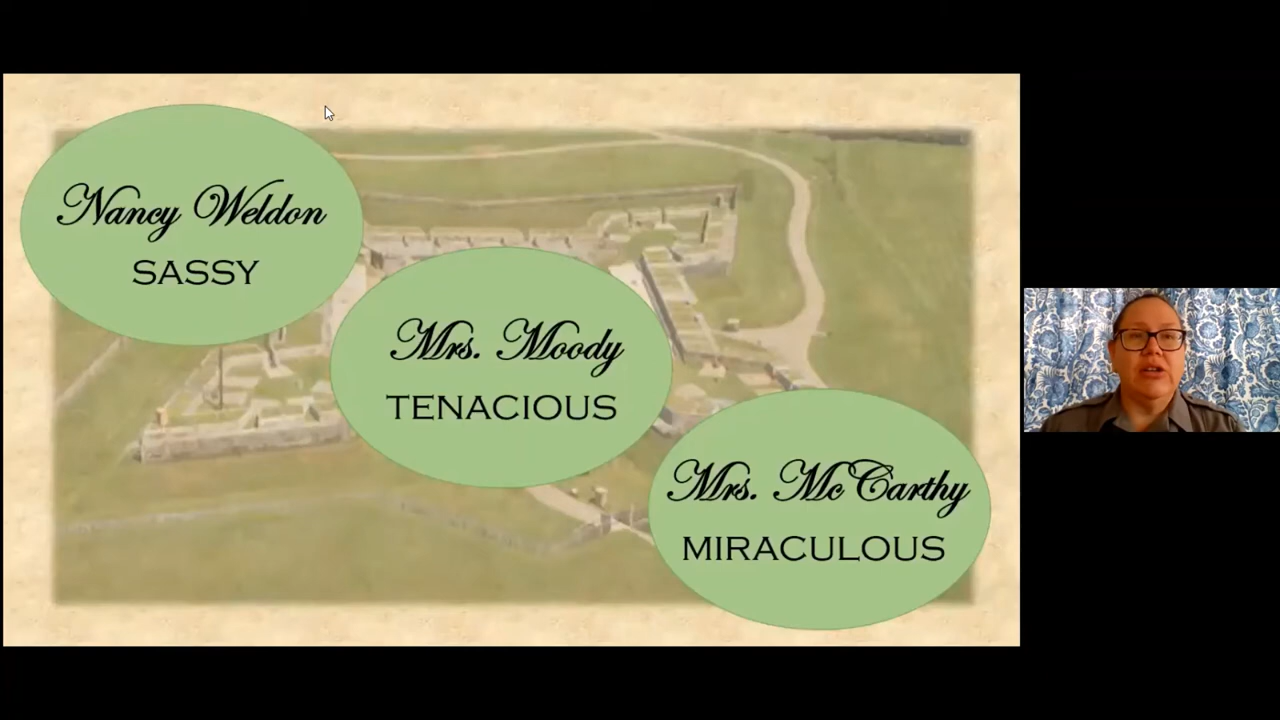 Nancy Weldon
SASSY
Mrs. Moody
TENACIOUS
Mrs. McCarthy
MIRACULOUS